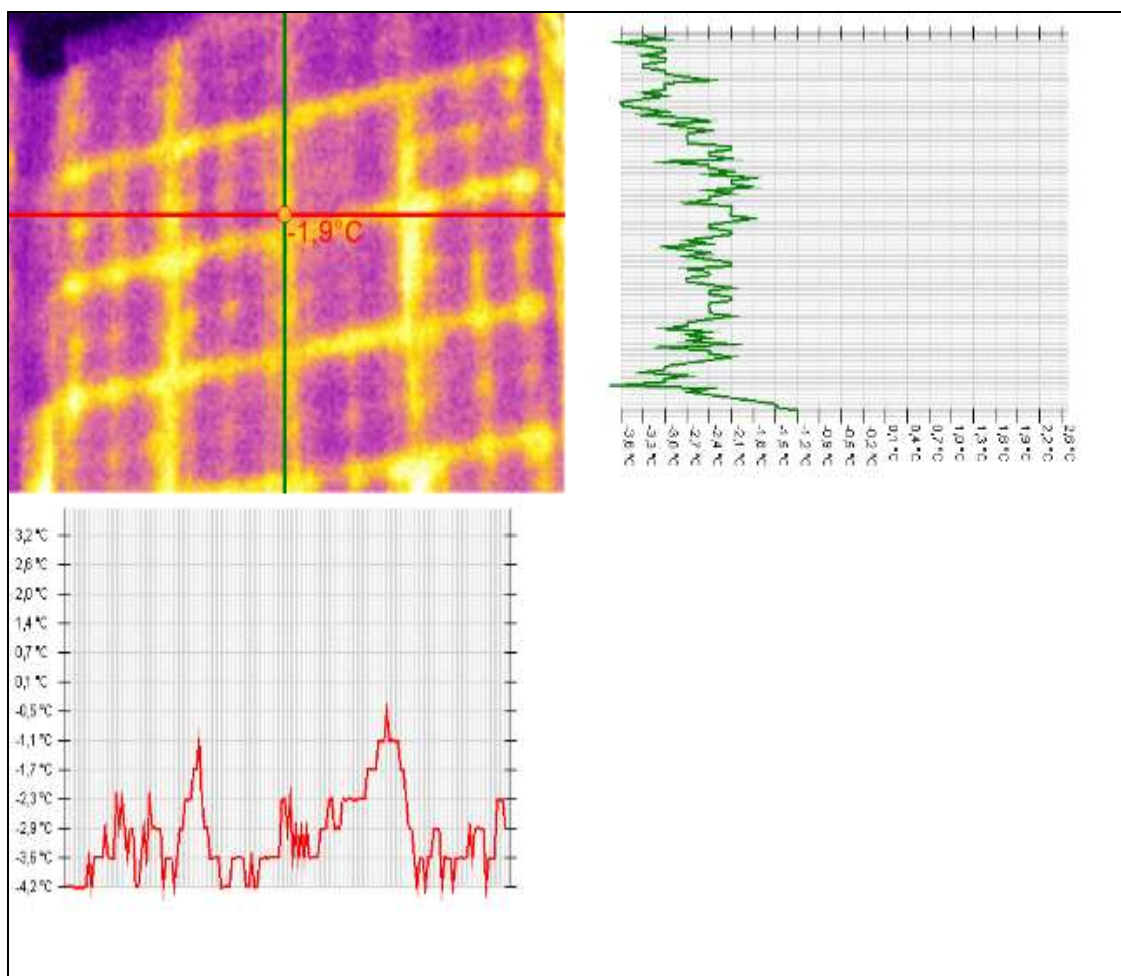 -1,9°C
-3,6 °C
-3,3 °C
-3,0 °C
-2,7 °C
-2,4 °C
-2,1 °C
-1,8 °C
-1,5 °C
-1,2 °C
-0,9 °C
-0,5 °C
-0,2 °C
0,1 °C
0,4 °C
0,7 °C
1,0 °C
1,3 °C
1,6 °C
1,9 °C
2,2 °C
2,6 °C
3,2 °C
2,6 °C
2,0 °C
1,4 °C
0,7 °C
0,1 °C
-0,5 °C
-1,1 °C
-1,7 °C
-2,3 °C
-2,9 °C
-3,6 °C
-4,2 °C